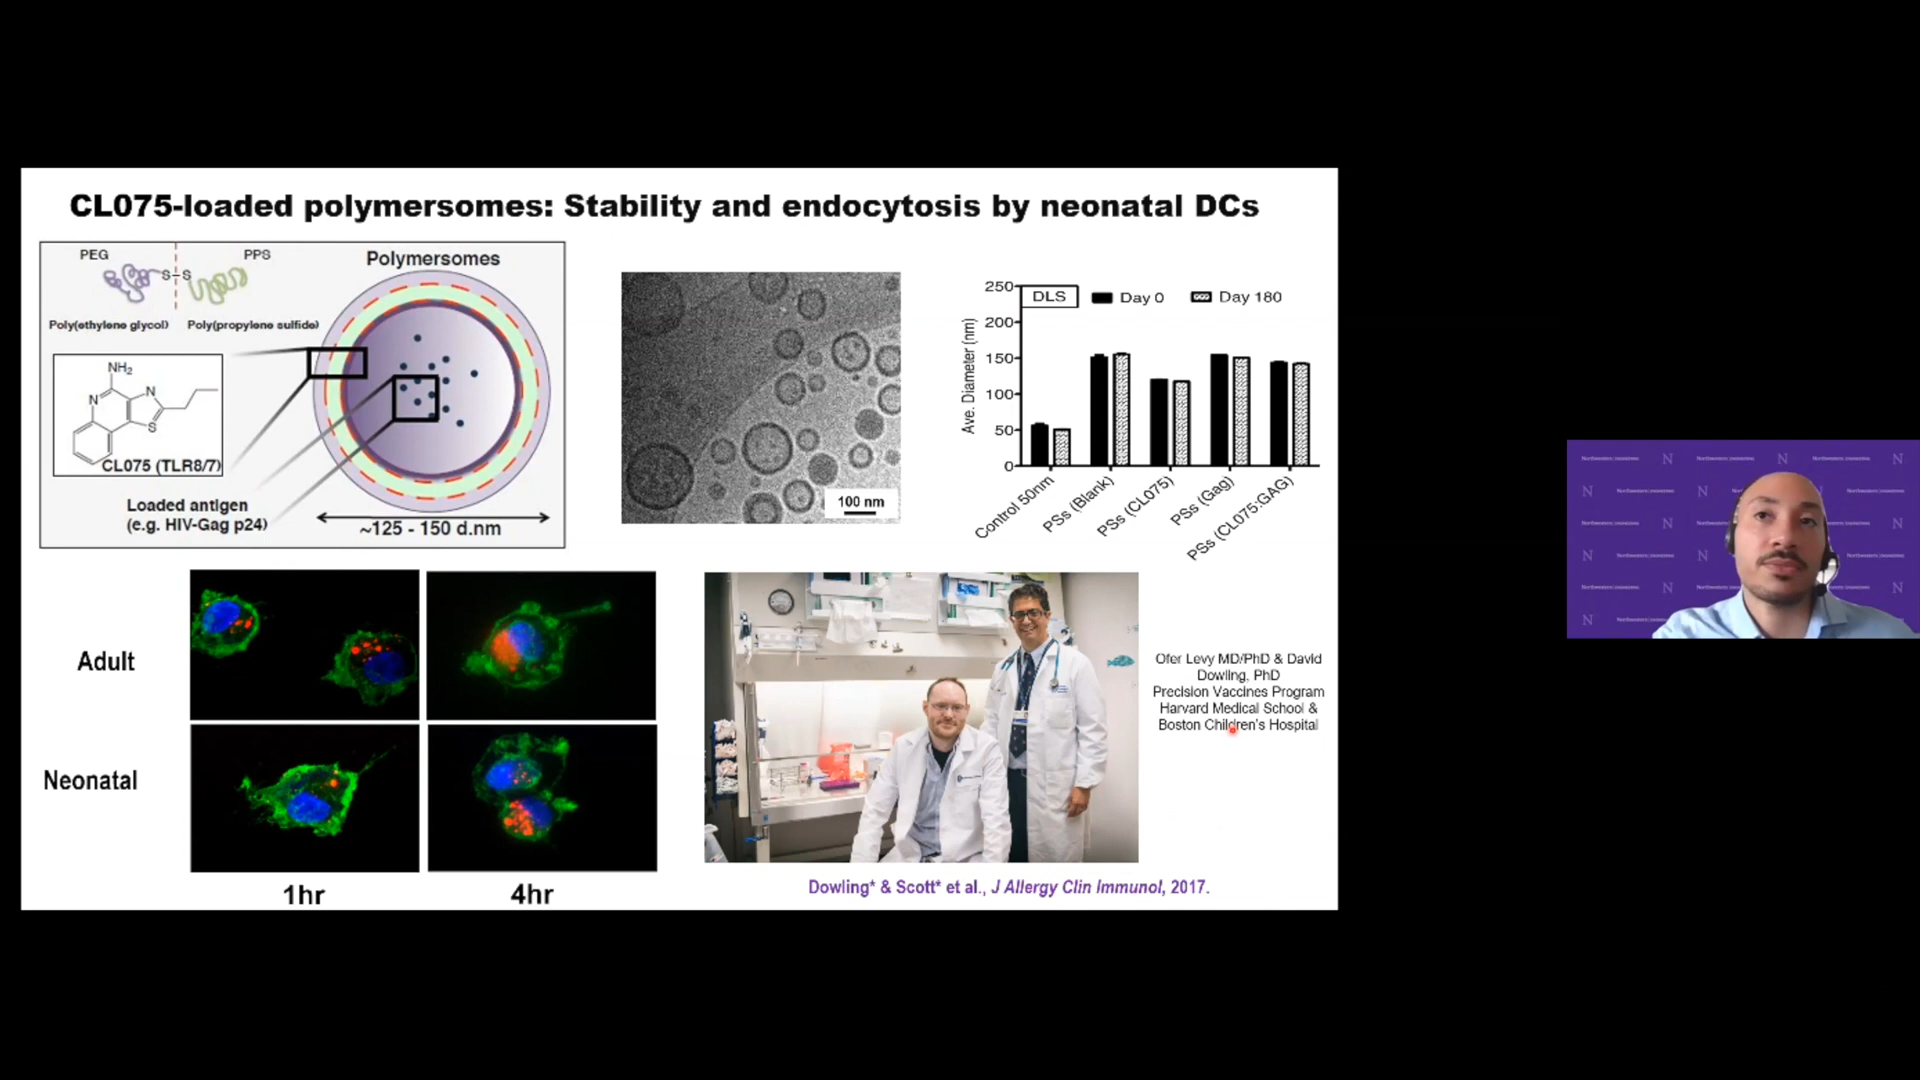 CL075-loaded polymersomes: Stability and endocytosis by neonatal DCs
PEG
PPS
S
S
Poly(ethylene glycol)
Poly(propylene sulfide)
Polymersomes
NH₂
N
N
S
CL075 (TLR8/7)
Loaded antigen
(e.g. HIV-Gag p24)
~125 - 150 d.nm
100 nm
DLS
Day 0
Day 180
Ave. Diameter (nm)
250
200
150
100
50
0
Control 50nm
PSs (Blank)
PSs (CL075)
PSs (Gag)
PSs (CL075:GAG)
Adult
Neonatal
1hr
4hr
Ofer Levy MD/PhD & David
Dowling, PhD
Precision Vaccines Program
Harvard Medical School &
Boston Children's Hospital
Dowling* & Scott* et al., J Allergy Clin Immunol, 2017.
N